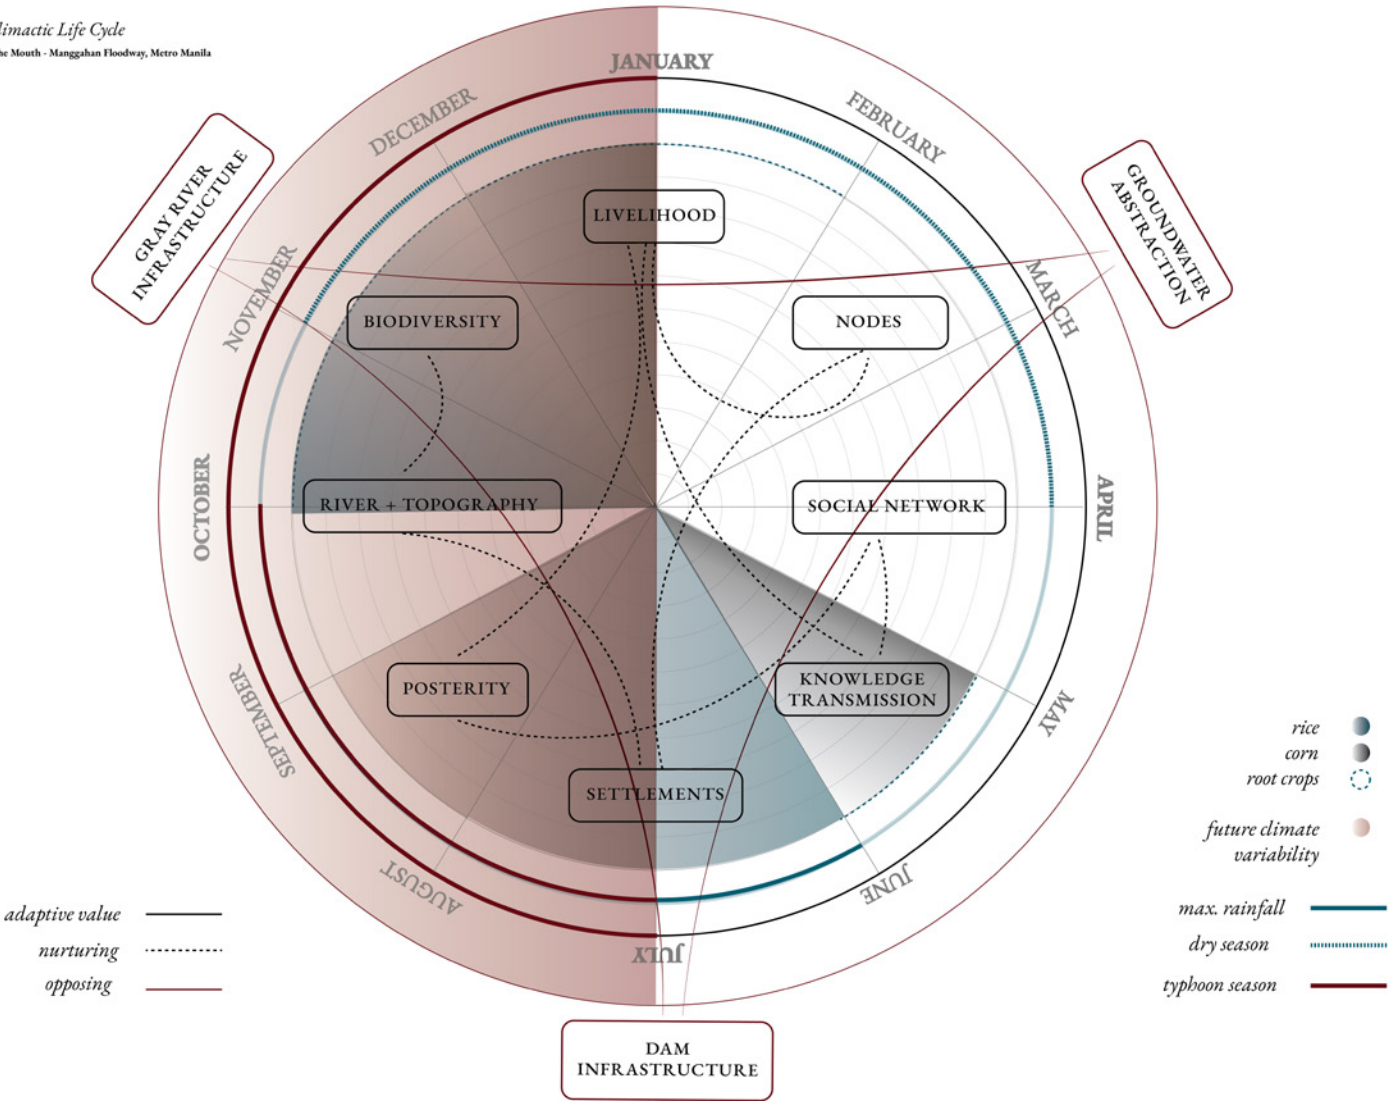 limactic Life Cycle
he Mouth - Manggahan Floodway, Metro Manila
JANUARY
FEBRUARY
MARCH
APRIL
MAY
JUNE
JULY
AUGUST
SEPTEMBER
OCTOBER
NOVEMBER
DECEMBER
GRAY RIVER
INFRASTRUCTURE
GROUNDWATER
ABSTRACTION
LIVELIHOOD
BIODIVERSITY
NODES
RIVER + TOPOGRAPHY
SOCIAL NETWORK
POSTERITY
KNOWLEDGE
TRANSMISSION
SETTLEMENTS
DAM
INFRASTRUCTURE
adaptive value
nurturing
opposing
rice
corn
root crops
future climate
variability
max. rainfall
dry season
typhoon season